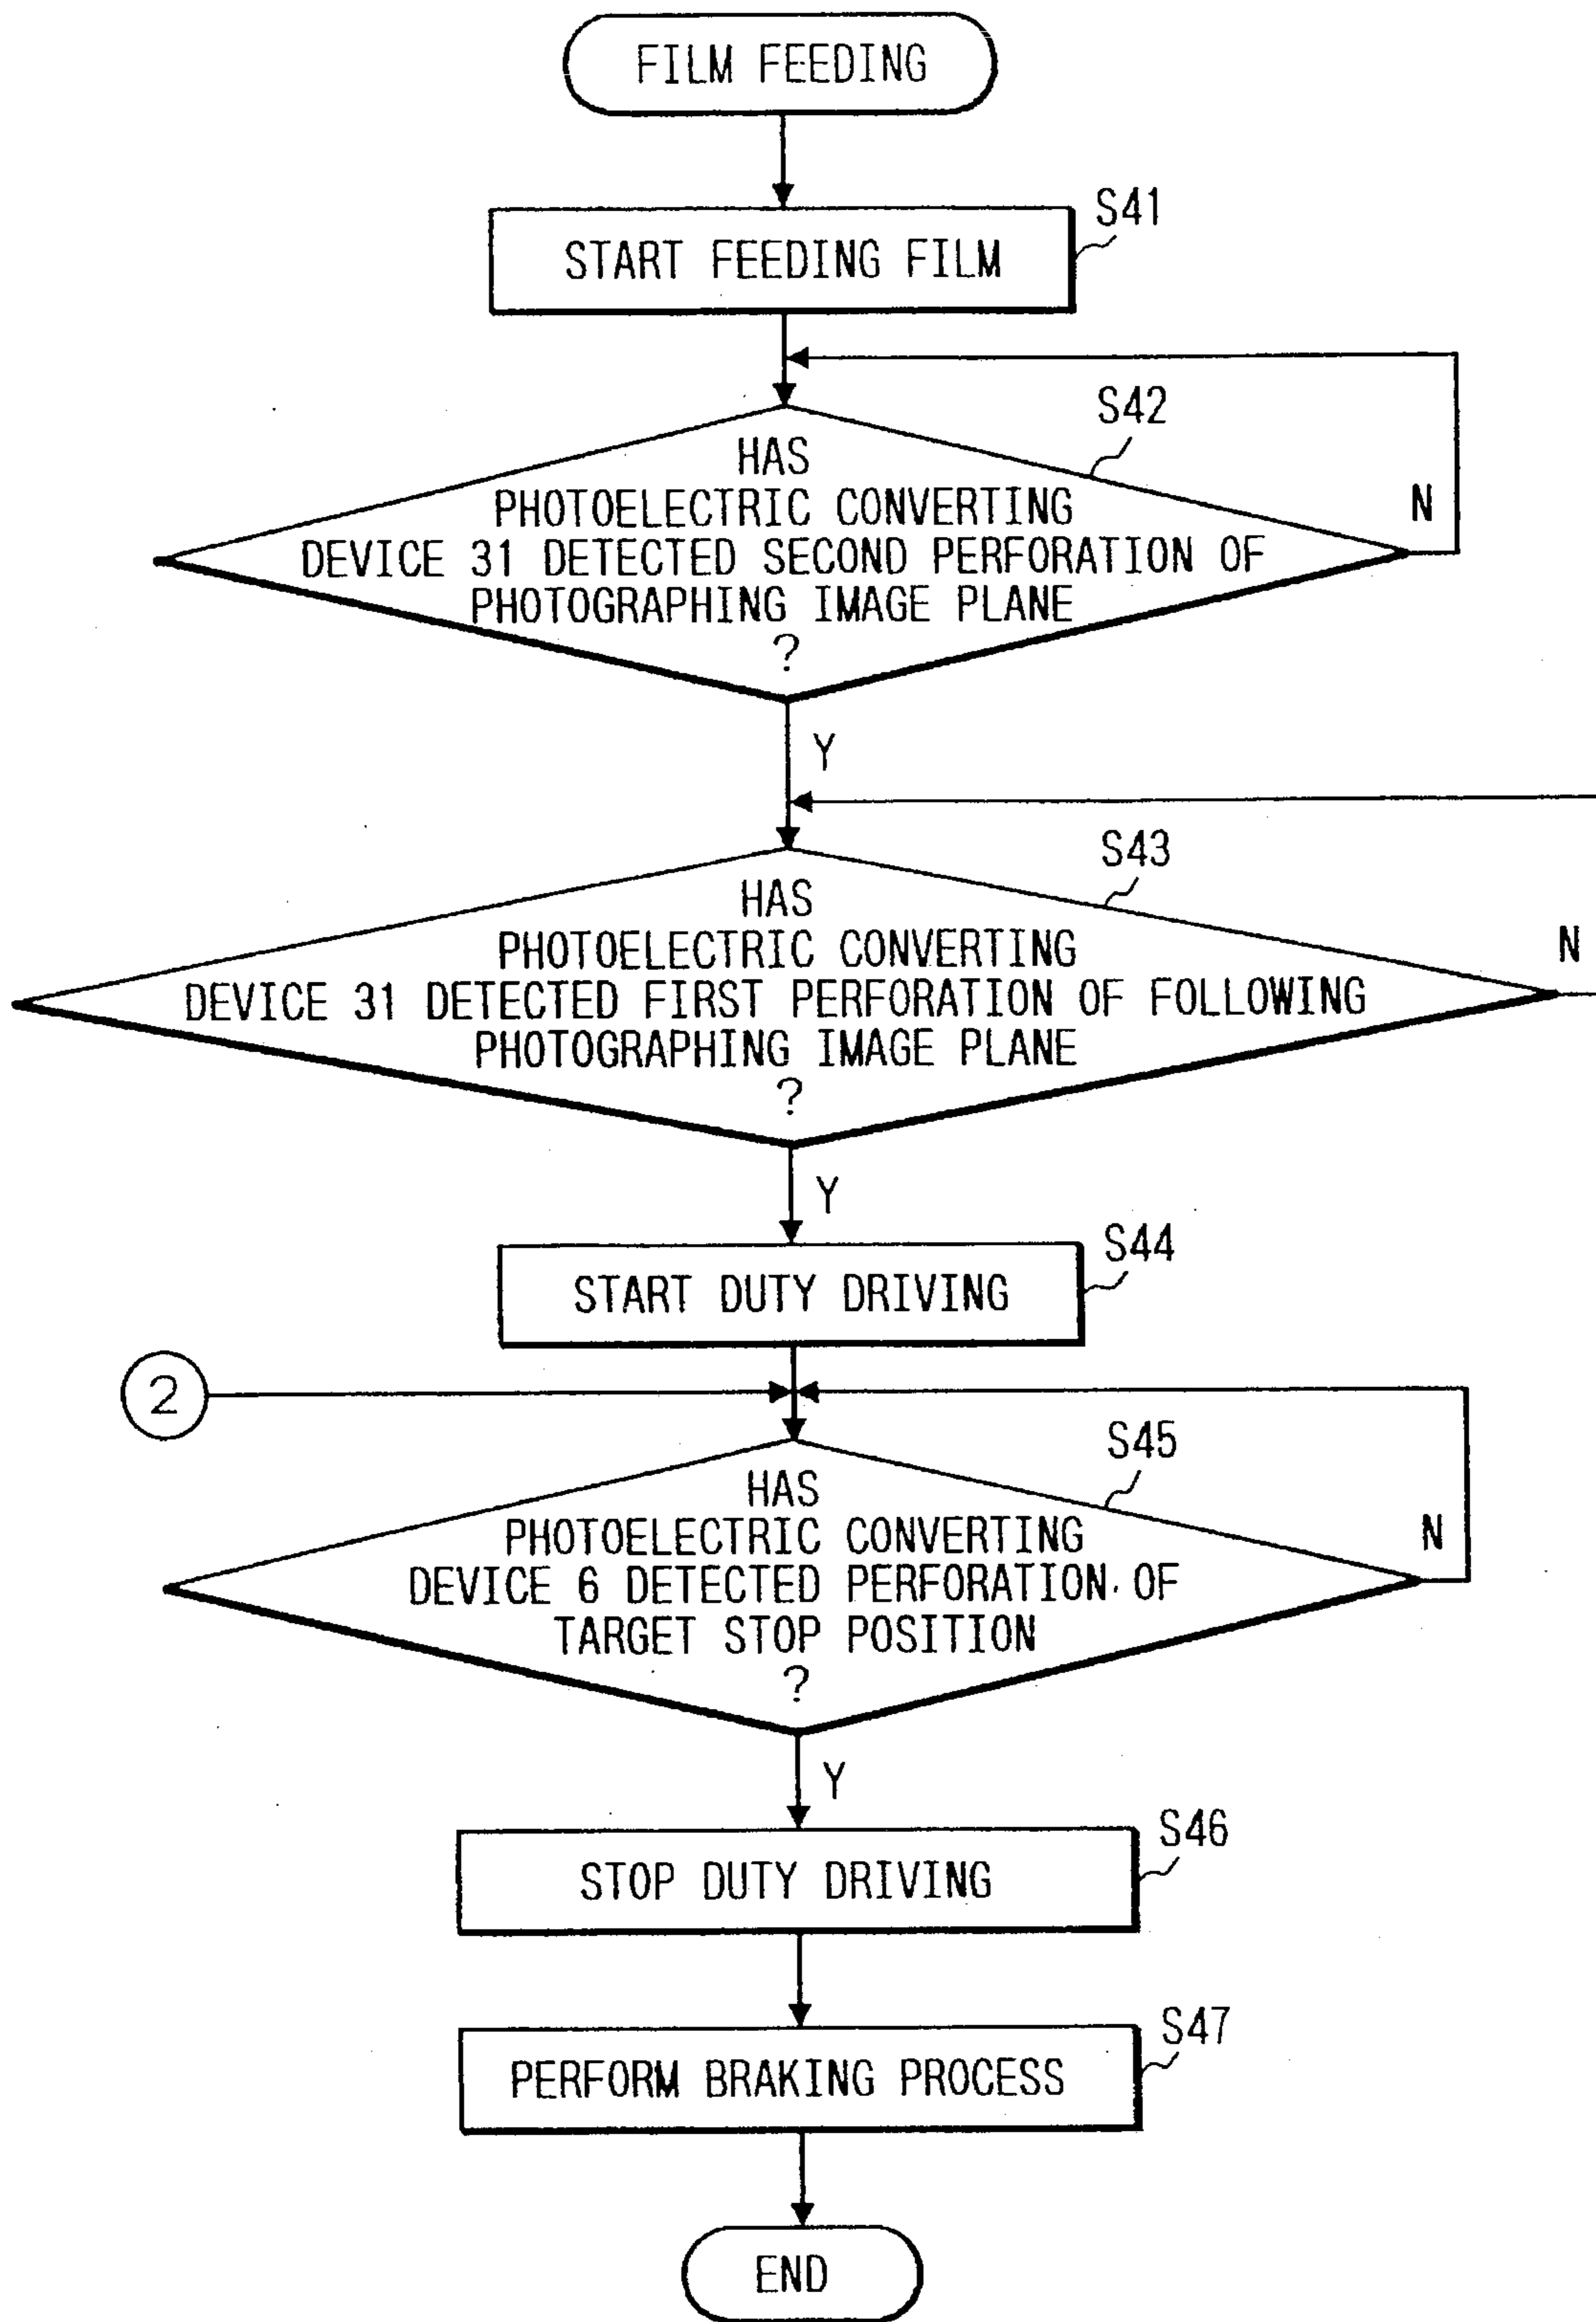 FILM FEEDING
S41
START FEEDING FILM
S42
HAS
PHOTOELECTRIC CONVERTING
DEVICE 31 DETECTED SECOND PERFORATION OF
PHOTOGRAPHING IMAGE PLANE
?
N
Y
S43
HAS
PHOTOELECTRIC CONVERTING
DEVICE 31 DETECTED FIRST PERFORATION OF FOLLOWING
PHOTOGRAPHING IMAGE PLANE
?
N
Y
S44
START DUTY DRIVING
2
S45
HAS
PHOTOELECTRIC CONVERTING
DEVICE 6 DETECTED PERFORATION OF
TARGET STOP POSITION
?
N
Y
S46
STOP DUTY DRIVING
S47
PERFORM BRAKING PROCESS
END